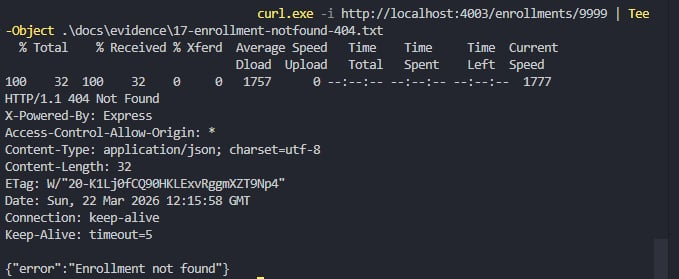 curl.exe -i http://localhost:4003/enrollments/9999 | Tee
-Object .\docs\evidence\17-enrollment-notfound-404.txt
  % Total    % Received % Xferd  Average Speed   Time    Time     Time  Current
                                 Dload  Upload   Total   Spent    Left  Speed
100    32  100    32    0     0   1757      0 --:--:-- --:--:-- --:--:--  1777
HTTP/1.1 404 Not Found
X-Powered-By: Express
Access-Control-Allow-Origin: *
Content-Type: application/json; charset=utf-8
Content-Length: 32
ETag: W/"20-K1Lj0fCQ90HKLExvRggmXZT9Np4"
Date: Sun, 22 Mar 2026 12:15:58 GMT
Connection: keep-alive
Keep-Alive: timeout=5

{"error":"Enrollment not found"}